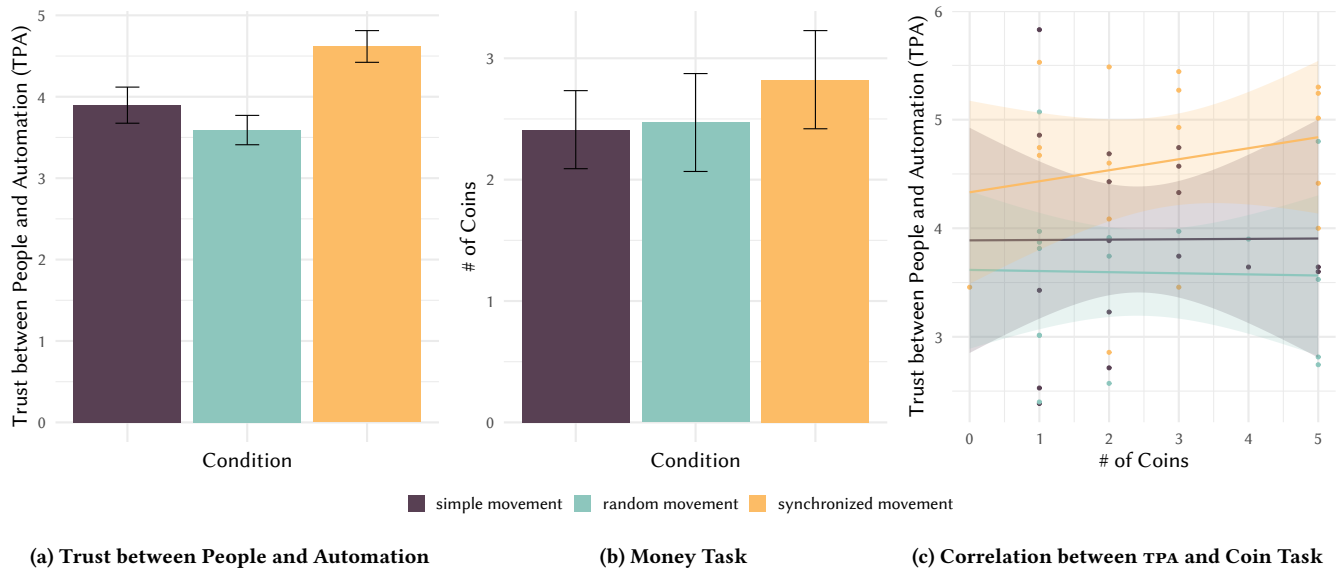 Trust between People and Automation (TPA)
5
4
3
2
1
0
Condition
# of Coins
3
2
1
0
Condition
Trust between People and Automation (TPA)
6
5
4
3
0 1 2 3 4 5
# of Coins
simple movement random movement synchronized movement
(a) Trust between People and Automation (b) Money Task (c) Correlation between TPA and Coin Task